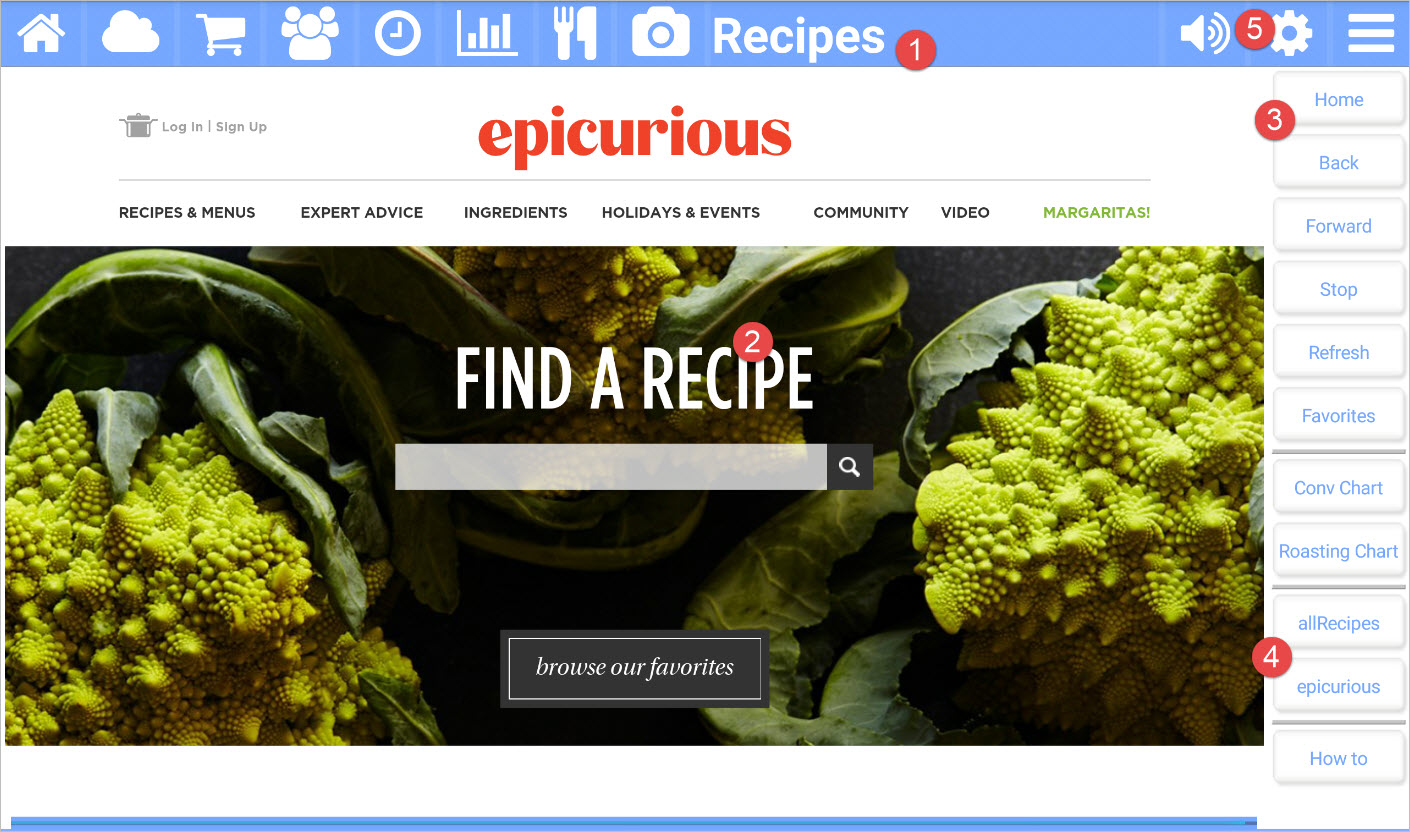 Recipes
1
5
Log In | Sign Up
epicurious
RECIPES & MENUS EXPERT ADVICE INGREDIENTS HOLIDAYS & EVENTS COMMUNITY VIDEO MARGARITAS!
FIND A RECIPE
2
browse our favorites
Home
3
Back
Forward
Stop
Refresh
Favorites
Conv Chart
Roasting Chart
allRecipes
4
epicurious
How to